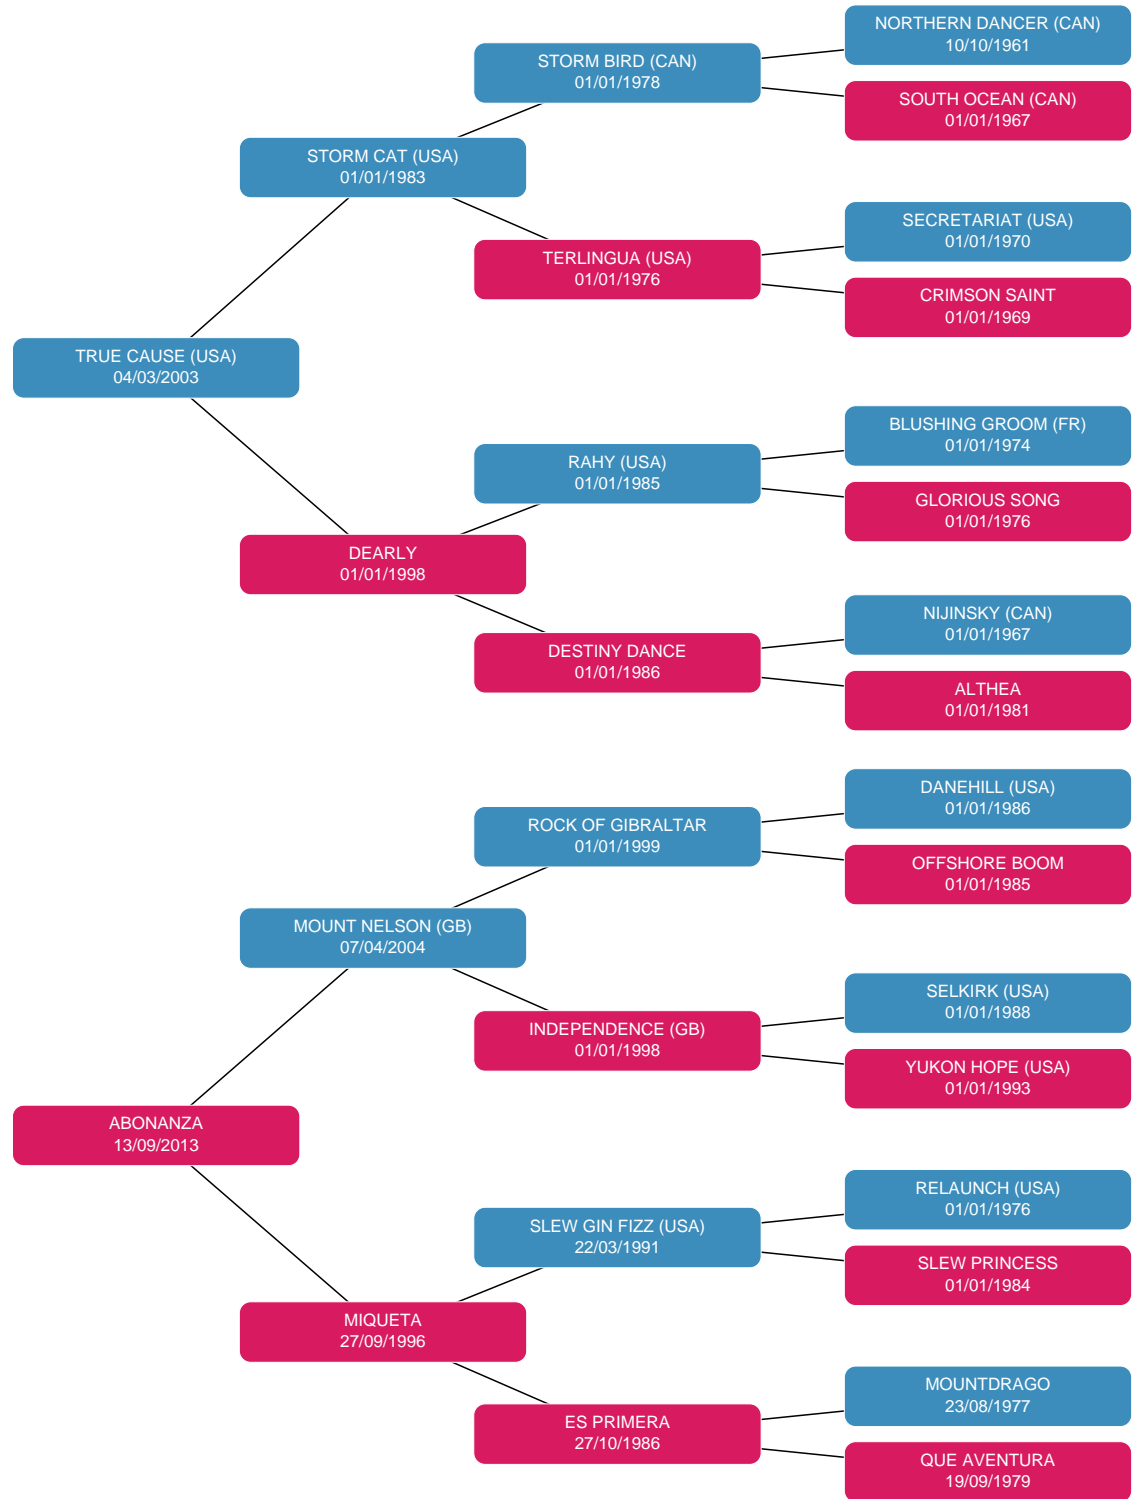 NORTHERN DANCER (CAN)
10/10/1961
STORM BIRD (CAN)
01/01/1978
SOUTH OCEAN (CAN)
01/01/1967
STORM CAT (USA)
01/01/1983
SECRETARIAT (USA)
01/01/1970
TERLINGUA (USA)
01/01/1976
CRIMSON SAINT
01/01/1969
TRUE CAUSE (USA)
04/03/2003
BLUSHING GROOM (FR)
01/01/1974
RAHY (USA)
01/01/1985
GLORIOUS SONG
01/01/1976
DEARLY
01/01/1998
NIJINSKY (CAN)
01/01/1967
DESTINY DANCE
01/01/1986
ALTHEA
01/01/1981
DANEHILL (USA)
01/01/1986
ROCK OF GIBRALTAR
01/01/1999
OFFSHORE BOOM
01/01/1985
MOUNT NELSON (GB)
07/04/2004
SELKIRK (USA)
01/01/1988
INDEPENDENCE (GB)
01/01/1998
YUKON HOPE (USA)
01/01/1993
ABONANZA
13/09/2013
RELAUNCH (USA)
01/01/1976
SLEW GIN FIZZ (USA)
22/03/1991
SLEW PRINCESS
01/01/1984
MIQUETA
27/09/1996
MOUNTDRAGO
23/08/1977
ES PRIMERA
27/10/1986
QUE AVENTURA
19/09/1979